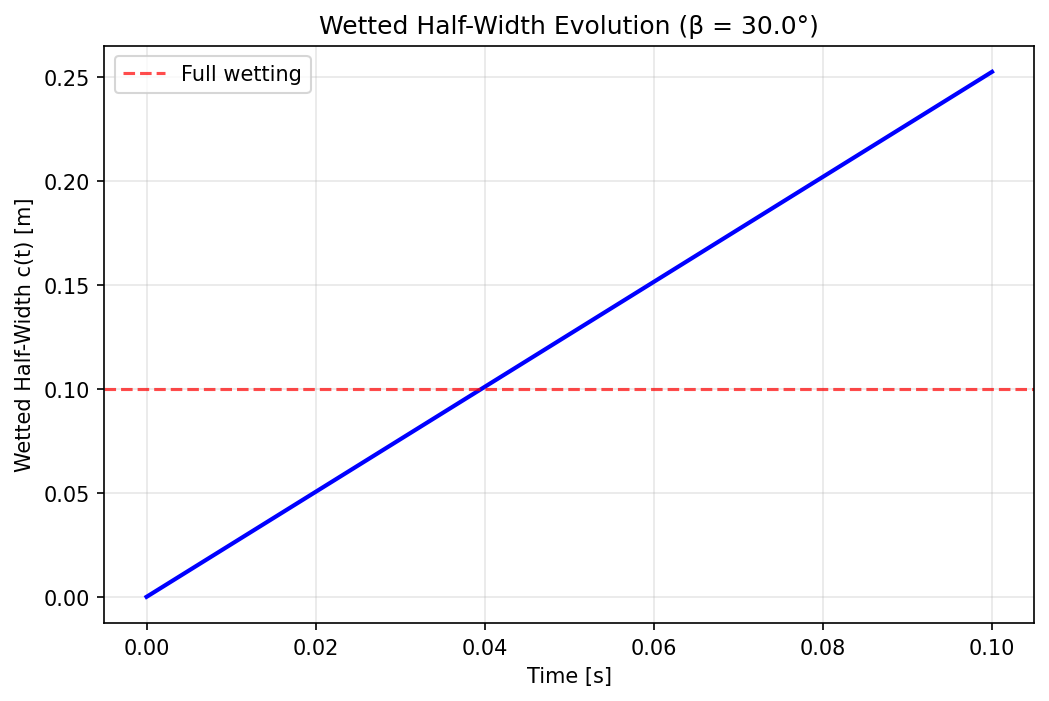 Wetted Half-Width Evolution (β = 30.0°)
Full wetting
Wetted Half-Width c(t) [m]
0.25
0.20
0.15
0.10
0.05
0.00
0.00 0.02 0.04 0.06 0.08 0.10
Time [s]